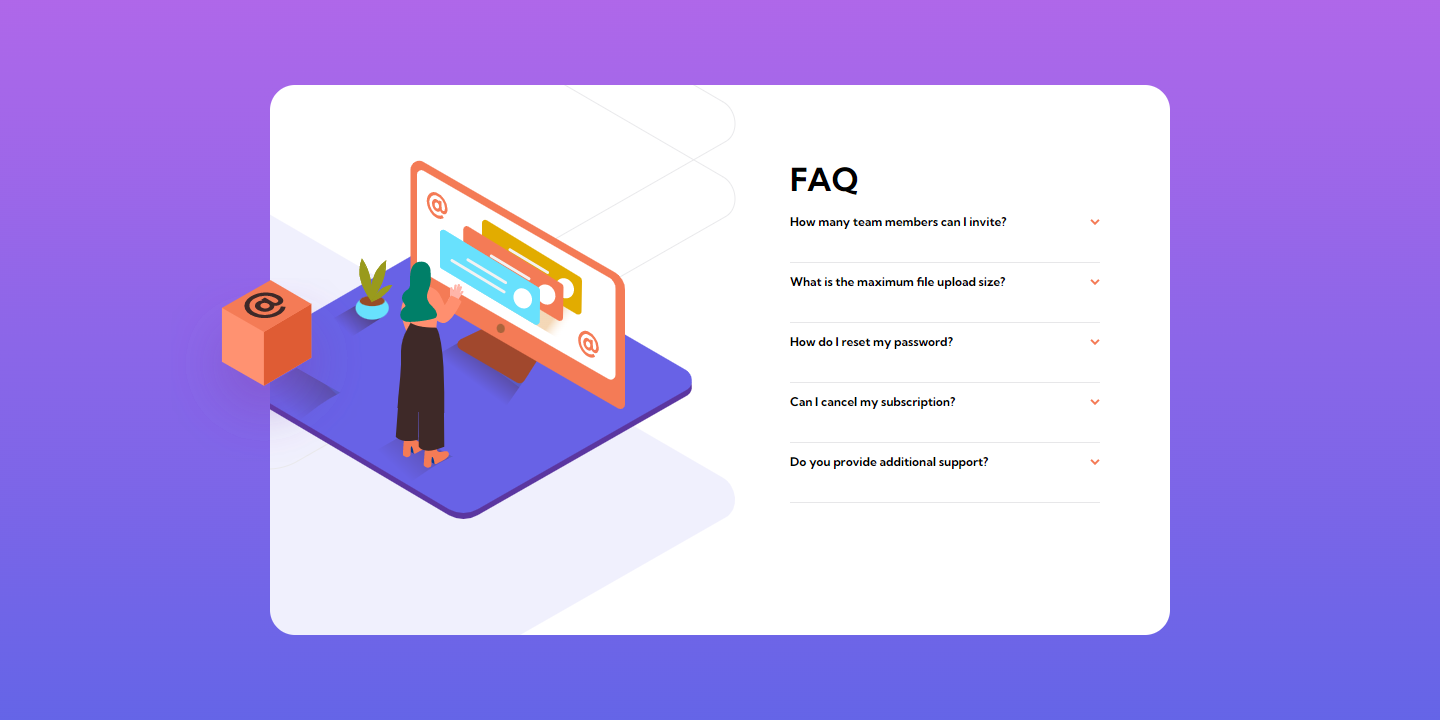 @
@
@
FAQ
How many team members can I invite?
What is the maximum file upload size?
How do I reset my password?
Can I cancel my subscription?
Do you provide additional support?